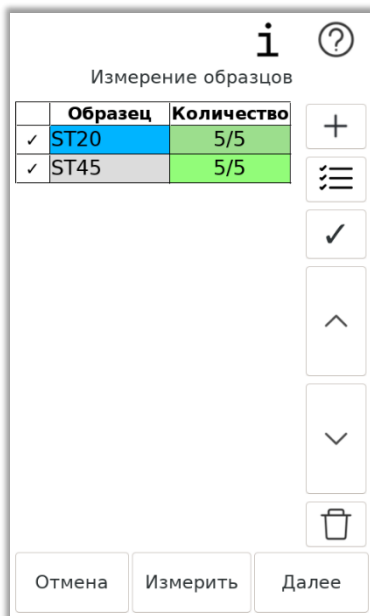 i ?
Измерение образцов
Образец Количество
✓ ST20 5/5
✓ ST45 5/5
Отмена Измерить Далее